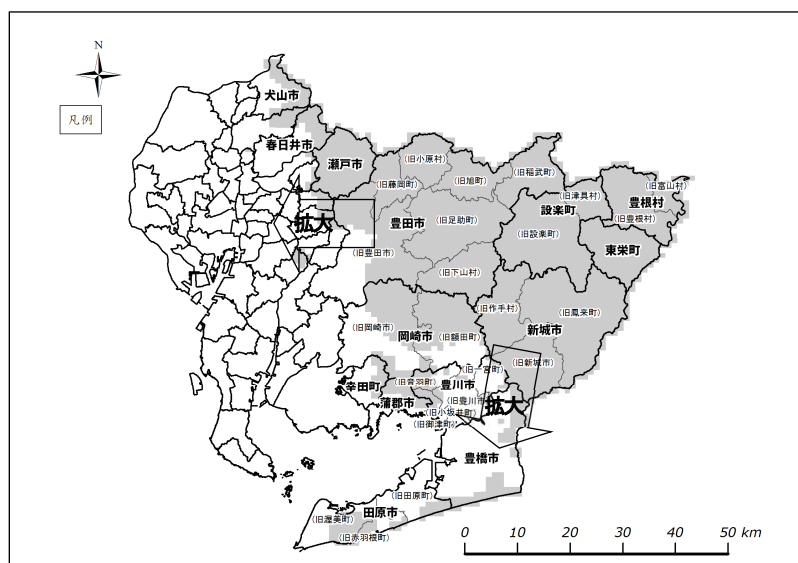 N
凡例
犬山市
春日井市
瀬戸市
(旧小原村)
(旧藤岡町)
(旧旭町)
(旧稲武町)
(旧津具村)
(旧富山村)
豊根村
(旧豊根村)
設楽町
(旧設楽町)
東栄町
拡大
豊田市
(旧足助町)
(旧豊田市)
(旧下山村)
(旧作手村)
(旧鳳来町)
新城市
(旧岡崎市)
岡崎市
(旧額田町)
(旧新城市)
(旧一宮町)
幸田町
(旧音羽町)
豊川市
(旧豊川市)
蒲郡市
(旧小坂井町)
(旧御津町)
拡大
豊橋市
(旧田原町)
田原市
(旧渥美町)
(旧赤羽根町)
0 10 20 30 40 50 km